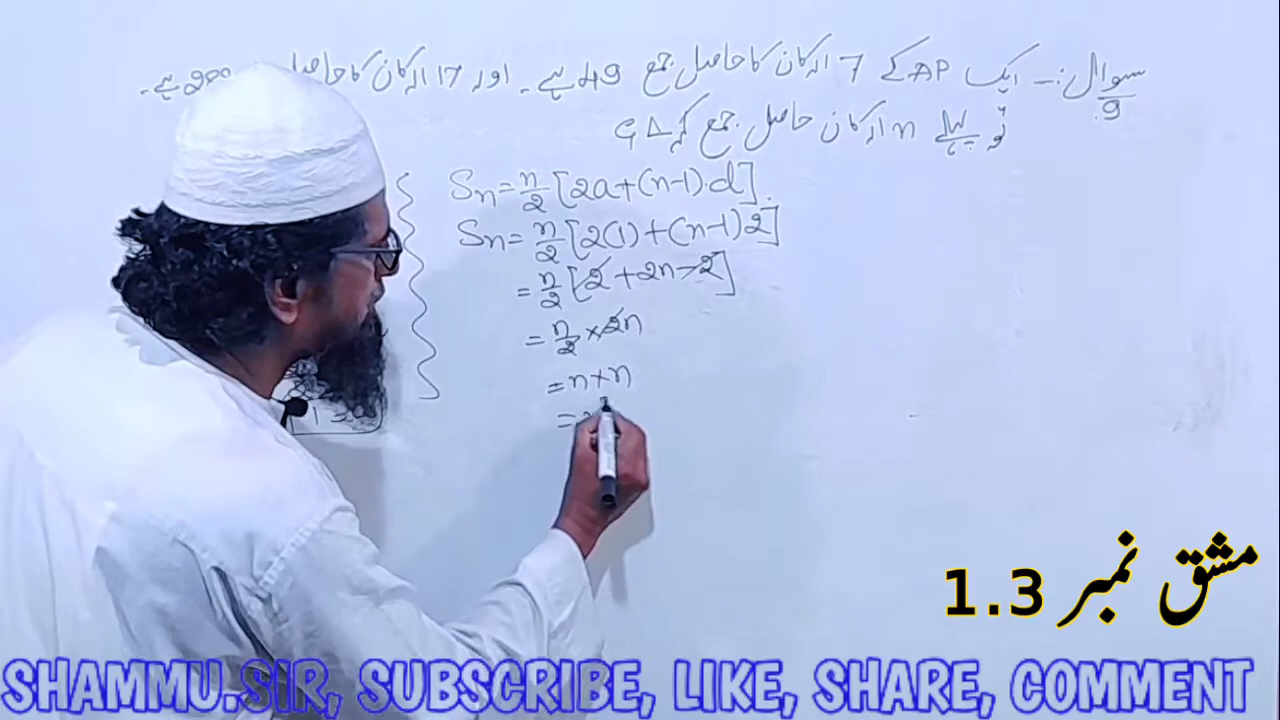 سوال 9:- ایک AP کے 7 ارکان کا حاصل جمع 49 ہے۔ اور 17 ارکان کا حاصل 289 ہے۔
تو پہلے n ارکان حاصل جمع
Sn = n/2 [2a+(n-1).d]
Sn = n/2 [2(1)+(n-1)2]
= n/2 [2+2n-2]
= n/2 × 2n
= n×n
=
مشق نمبر 1.3
SHAMMU.SIR, SUBSCRIBE, LIKE, SHARE, COMMENT